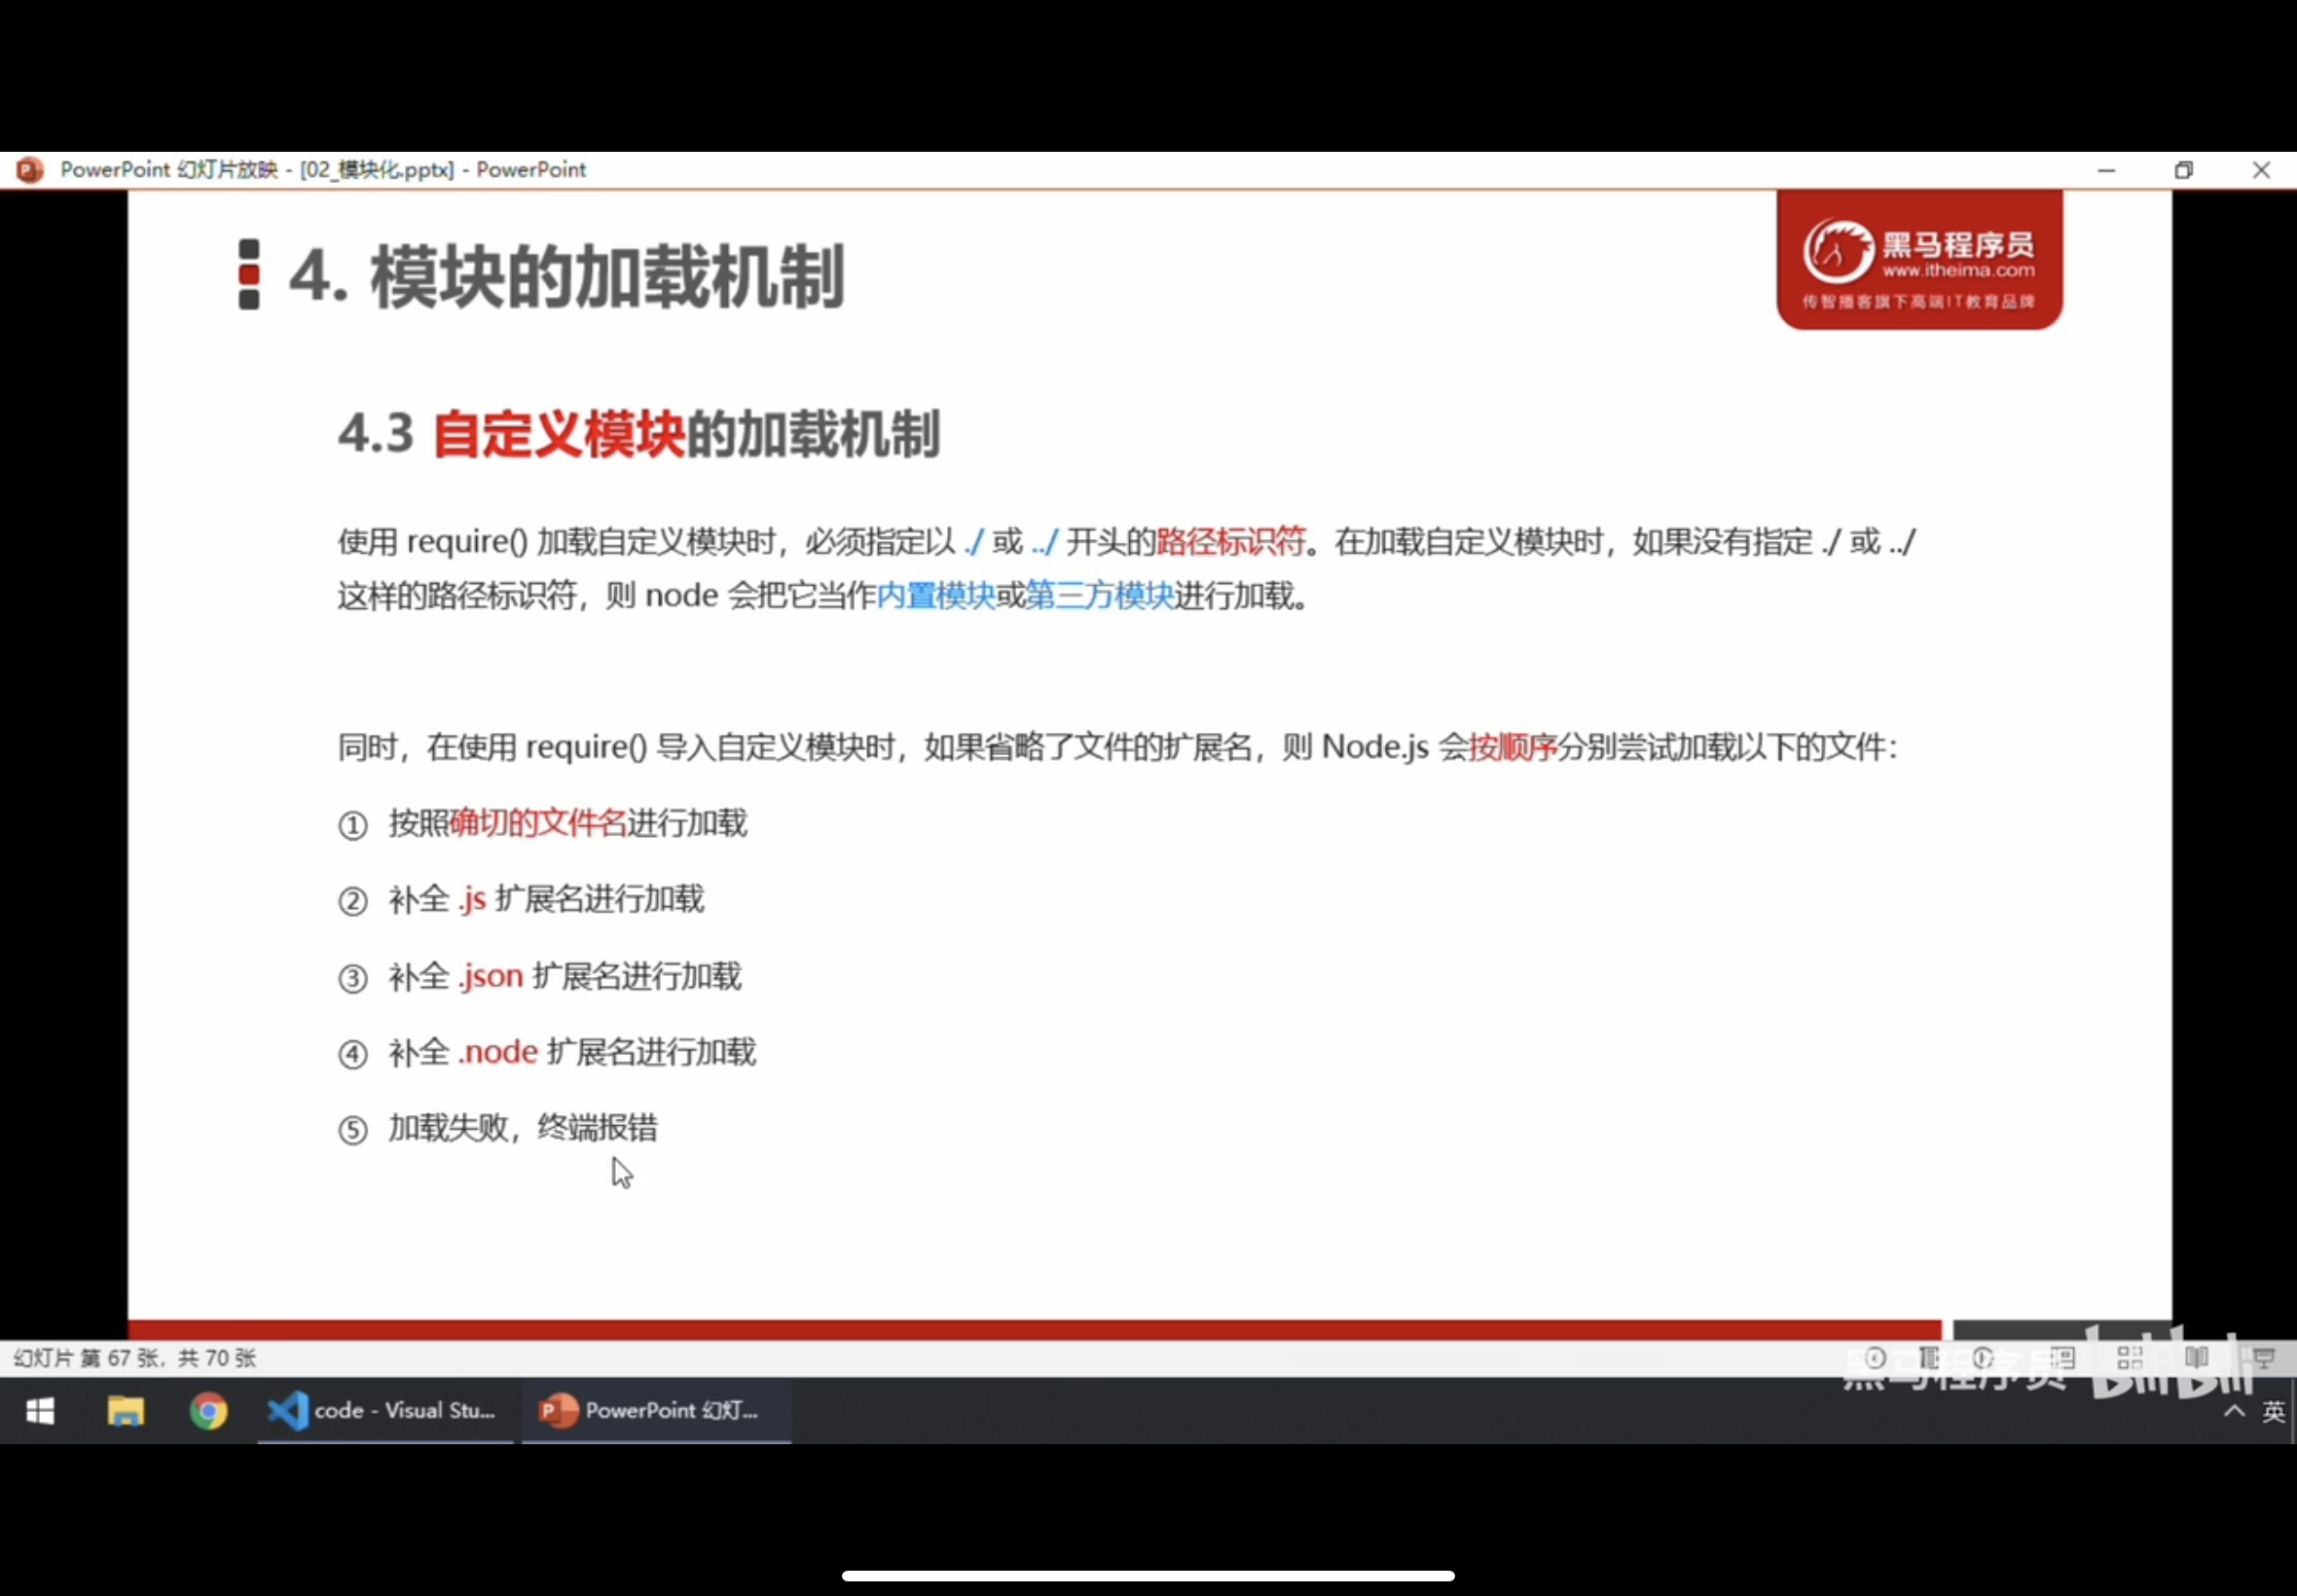 PowerPoint 幻灯片放映 - [02_模块化.pptx] - PowerPoint
4. 模块的加载机制
黑马程序员
www.itheima.com
传智播客旗下高端IT教育品牌
4.3 自定义模块的加载机制
使用 require() 加载自定义模块时，必须指定以 ./ 或 ../ 开头的路径标识符。在加载自定义模块时，如果没有指定 ./ 或 ../
这样的路径标识符，则 node 会把它当作内置模块或第三方模块进行加载。
同时，在使用 require() 导入自定义模块时，如果省略了文件的扩展名，则 Node.js 会按顺序分别尝试加载以下的文件：
① 按照确切的文件名进行加载
② 补全 .js 扩展名进行加载
③ 补全 .json 扩展名进行加载
④ 补全 .node 扩展名进行加载
⑤ 加载失败，终端报错
幻灯片 第 67 张，共 70 张
黑马程序员 bilibili
code - Visual Stu...
PowerPoint 幻灯...
英